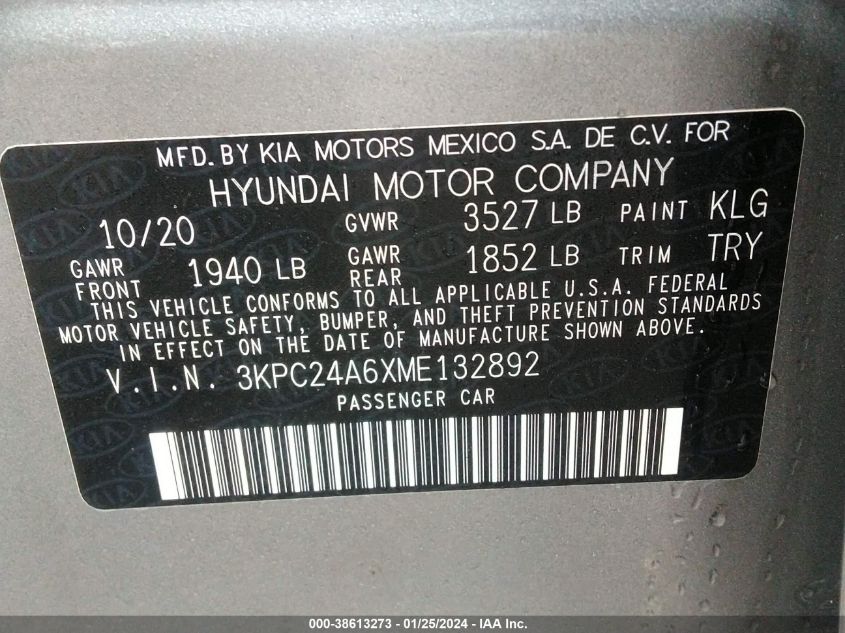 MFD. BY KIA MOTORS MEXICO S.A. DE C.V. FOR
HYUNDAI MOTOR COMPANY
10/20 GVWR 3527 LB PAINT KLG
GAWR FRONT 1940 LB GAWR REAR 1852 LB TRIM TRY
THIS VEHICLE CONFORMS TO ALL APPLICABLE U.S.A. FEDERAL
MOTOR VEHICLE SAFETY, BUMPER, AND THEFT PREVENTION STANDARDS
IN EFFECT ON THE DATE OF MANUFACTURE SHOWN ABOVE.
V.I.N. 3KPC24A6XME132892
PASSENGER CAR
000-38613273 - 01/25/2024 - IAA Inc.